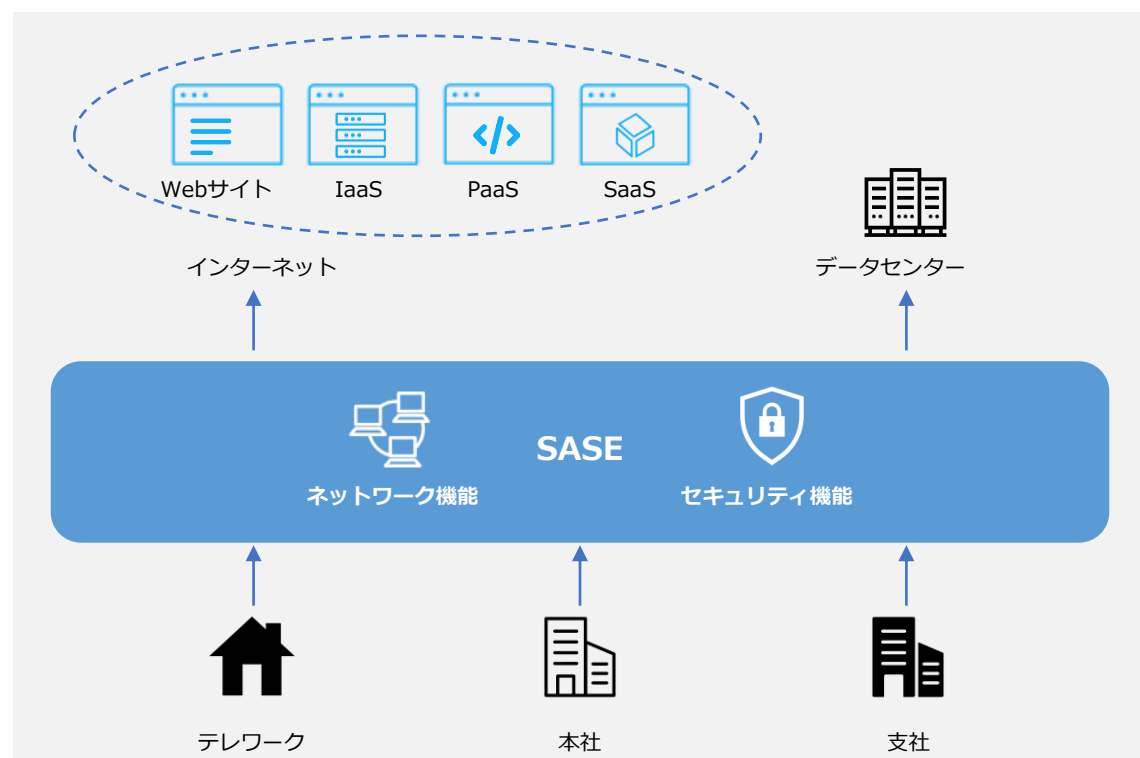 Webサイト
IaaS
PaaS
SaaS
インターネット
データセンター
SASE
ネットワーク機能
セキュリティ機能
テレワーク
本社
支社